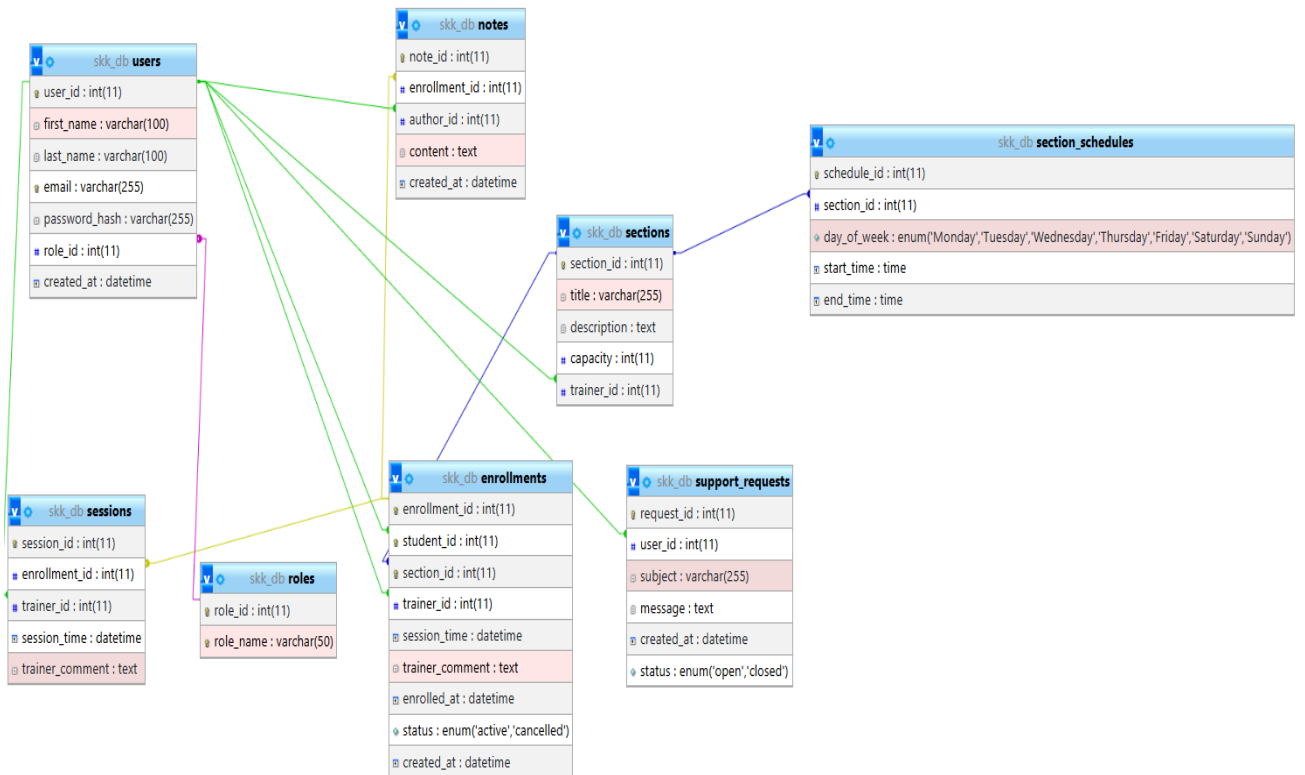 skk_db users
user_id : int(11)
first_name : varchar(100)
last_name : varchar(100)
email : varchar(255)
password_hash : varchar(255)
role_id : int(11)
created_at : datetime
skk_db notes
note_id : int(11)
enrollment_id : int(11)
author_id : int(11)
content : text
created_at : datetime
skk_db section_schedules
schedule_id : int(11)
section_id : int(11)
day_of_week : enum('Monday','Tuesday','Wednesday','Thursday','Friday','Saturday','Sunday')
start_time : time
end_time : time
skk_db sections
section_id : int(11)
title : varchar(255)
description : text
capacity : int(11)
trainer_id : int(11)
skk_db sessions
session_id : int(11)
enrollment_id : int(11)
trainer_id : int(11)
session_time : datetime
trainer_comment : text
skk_db roles
role_id : int(11)
role_name : varchar(50)
skk_db enrollments
enrollment_id : int(11)
student_id : int(11)
section_id : int(11)
trainer_id : int(11)
session_time : datetime
trainer_comment : text
enrolled_at : datetime
status : enum('active','cancelled')
created_at : datetime
skk_db support_requests
request_id : int(11)
user_id : int(11)
subject : varchar(255)
message : text
created_at : datetime
status : enum('open','closed')